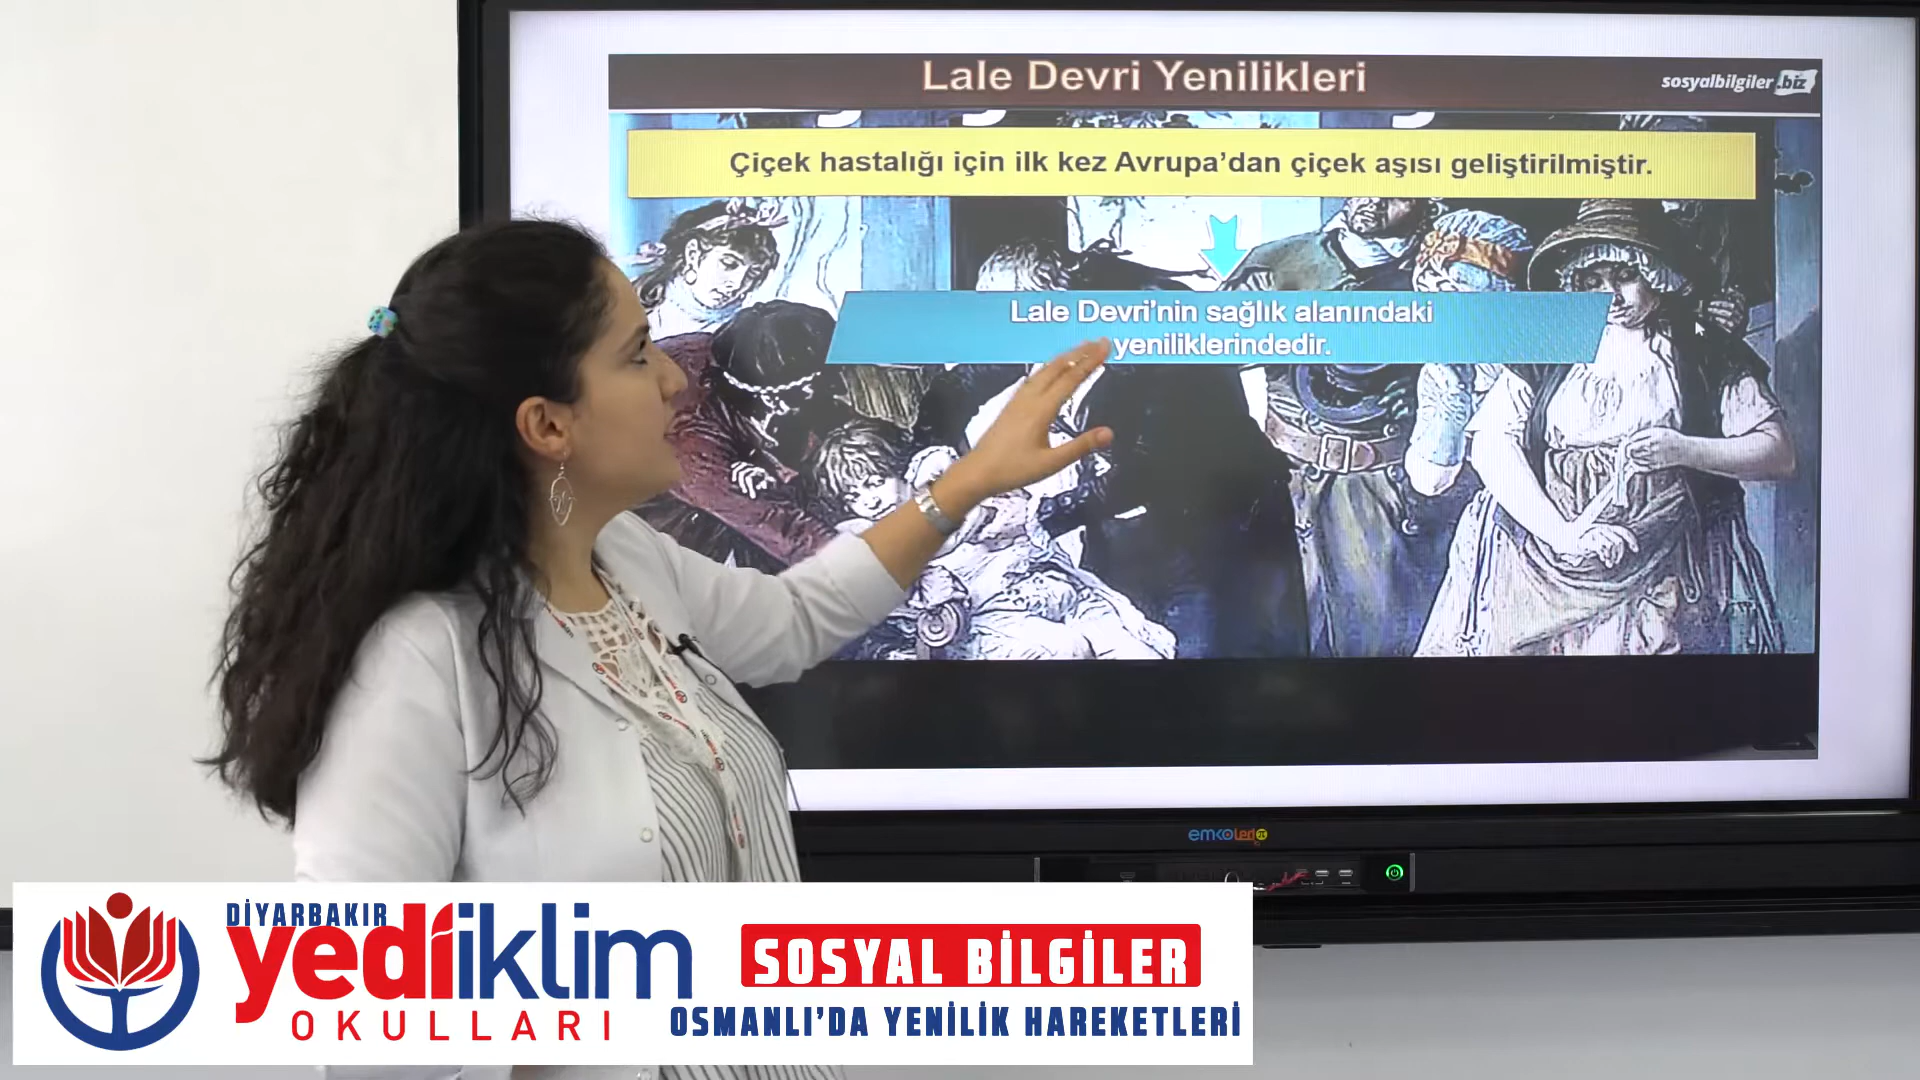 Lale Devri Yenilikleri
sosyalbilgiler.biz
Çiçek hastalığı için ilk kez Avrupa'dan çiçek aşısı geliştirilmiştir.
Lale Devri'nin sağlık alanındaki
yeniliklerindedir.
emkoled
DİYARBAKIR
yediiklim
OKULLARI
SOSYAL BİLGİLER
OSMANLI'DA YENİLİK HAREKETLERİ